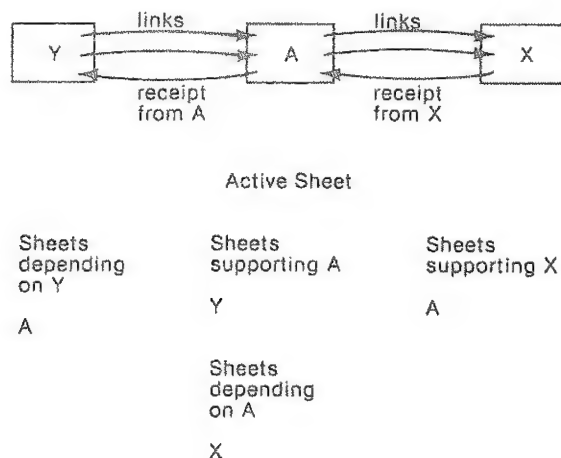 links
links
Y
A
X
receipt
from A
receipt
from X
Active Sheet
Sheets
depending
on Y
A
Sheets
supporting A
Y
Sheets
supporting X
A
Sheets
depending
on A
X